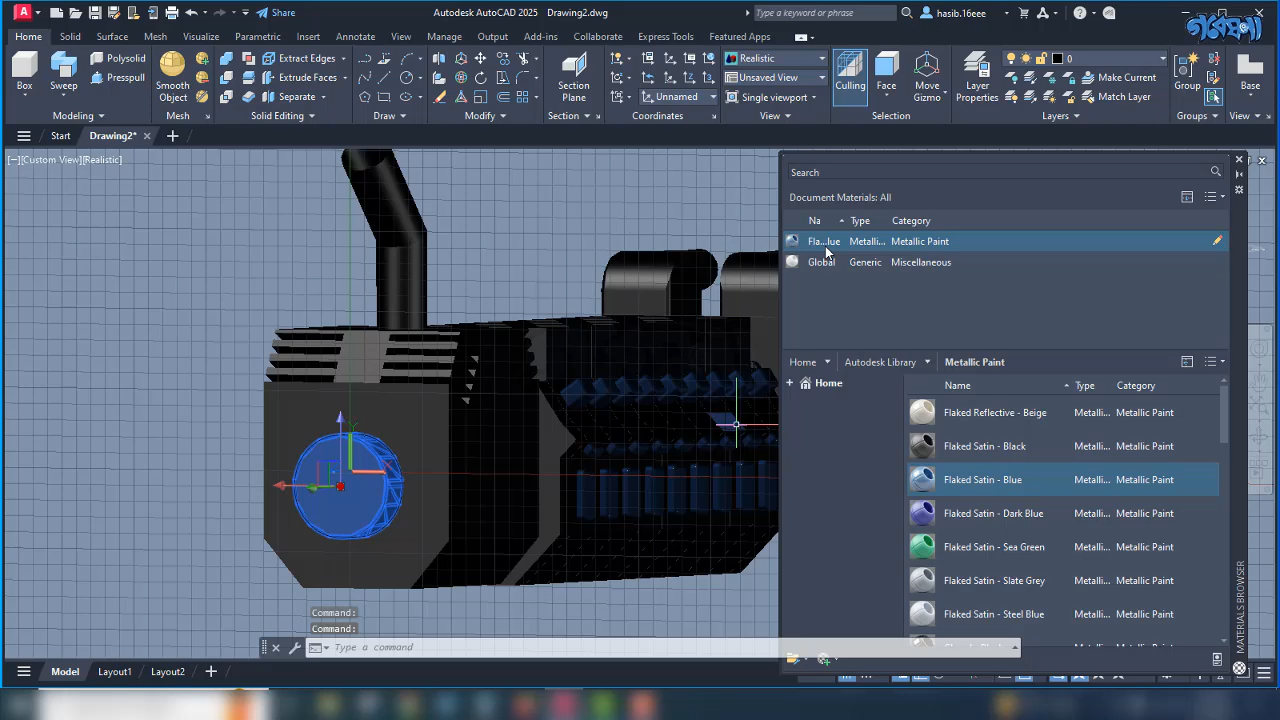 Share
Autodesk AutoCAD 2025 Drawing2.dwg
Type a keyword or phrase
hasib.16eee
গবেষণা
Home Solid Surface Mesh Visualize Parametric Insert Annotate View Manage Output Add-ins Collaborate Express Tools Featured Apps
Polysolid Extrude Edges Realistic 0
Presspull Extrude Faces Unsaved View Make Current
Box Sweep Smooth Object Separate Section Plane Unnamed Single viewport Culling Face Move Gizmo Layer Properties Match Layer Group Base
Modeling Mesh Solid Editing Draw Modify Section Coordinates View Selection Layers Groups View
Start Drawing2*
[−][Custom View][Realistic]
Search
Document Materials: All
Na Type Category
Fla...lue Metalli... Metallic Paint
Global Generic Miscellaneous
Home Autodesk Library Metallic Paint
Home
Name Type Category
Flaked Reflective - Beige Metalli... Metallic Paint
Flaked Satin - Black Metalli... Metallic Paint
Flaked Satin - Blue Metalli... Metallic Paint
Flaked Satin - Dark Blue Metalli... Metallic Paint
Flaked Satin - Sea Green Metalli... Metallic Paint
Flaked Satin - Slate Grey Metalli... Metallic Paint
Flaked Satin - Steel Blue Metalli... Metallic Paint
MATERIALS BROWSER
Y
Command:
Command:
Type a command
Model Layout1 Layout2